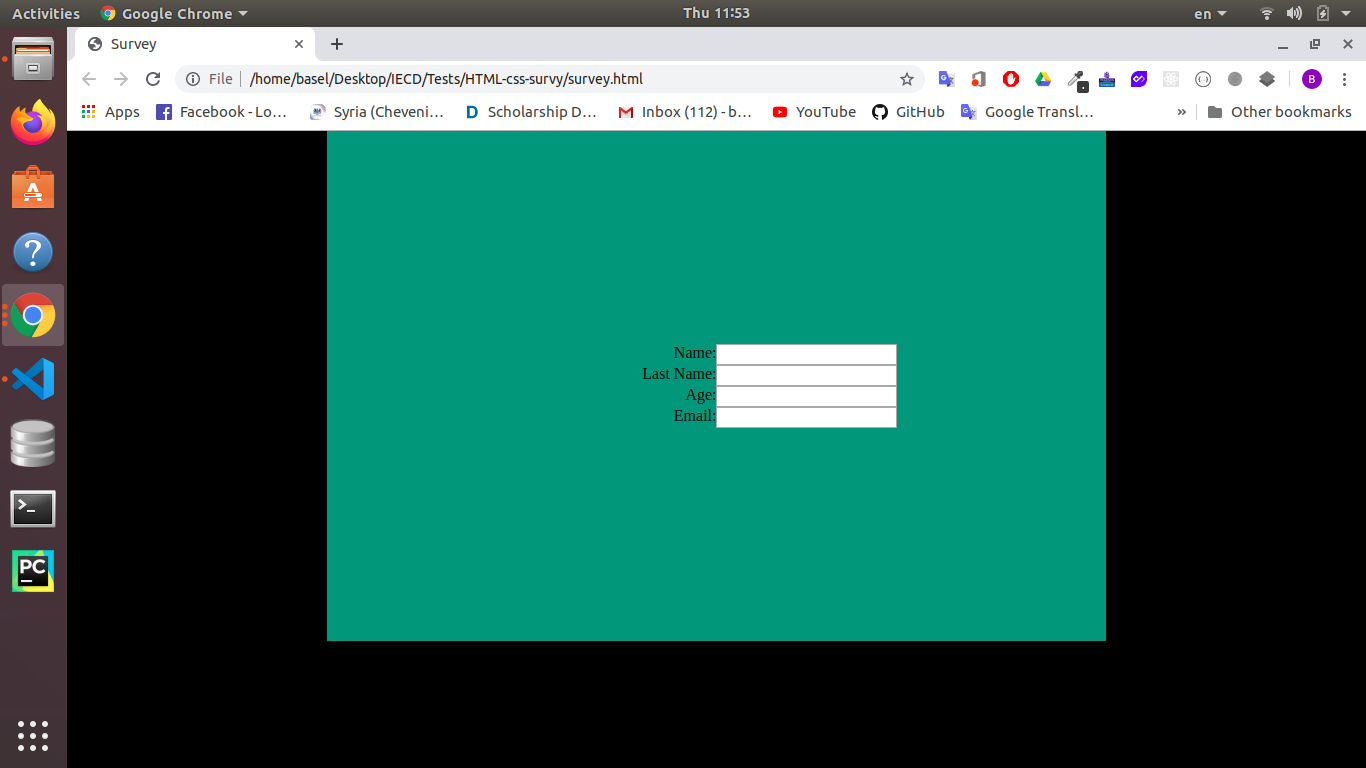 Activities Google Chrome Thu 11:53 en
Survey
File /home/basel/Desktop/IECD/Tests/HTML-css-survy/survey.html B
Apps Facebook - Lo… Syria (Cheveni… D Scholarship D… Inbox (112) - b… YouTube GitHub Google Transl… » Other bookmarks
Name:
Last Name:
Age:
Email:
PC